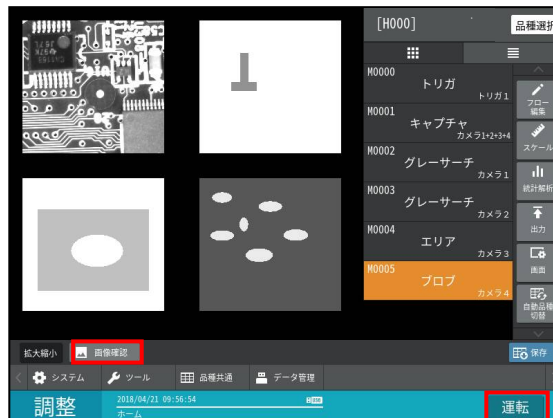 [H000]
品種選択
M0000
トリガ
トリガ1
M0001
キャプチャ
カメラ1+2+3+4
M0002
グレーサーチ
カメラ1
M0003
グレーサーチ
カメラ2
M0004
エリア
カメラ3
M0005
ブロブ
カメラ4
フロー
編集
スケール
統計解析
出力
画面
自動品種
切替
拡大縮小
画像確認
保存
システム
ツール
品種共通
データ管理
調整
2018/04/21 09:56:54
ホーム
運転